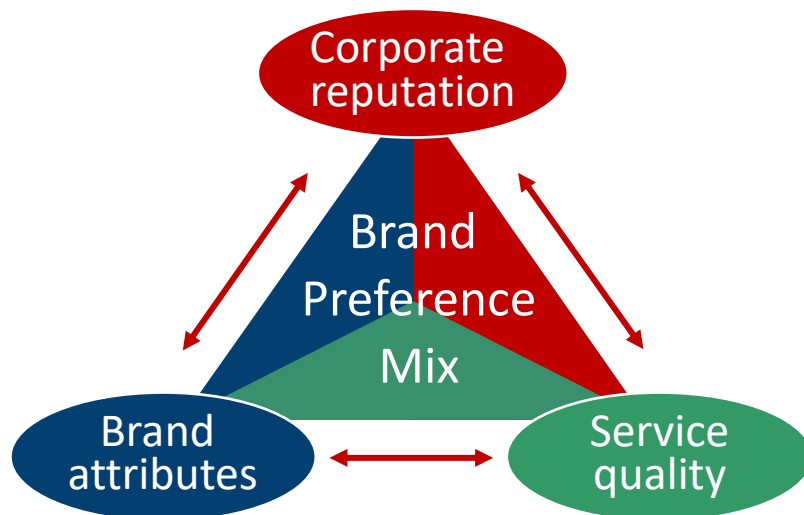 Corporate
reputation
Brand
Preference
Mix
Brand
attributes
Service
quality